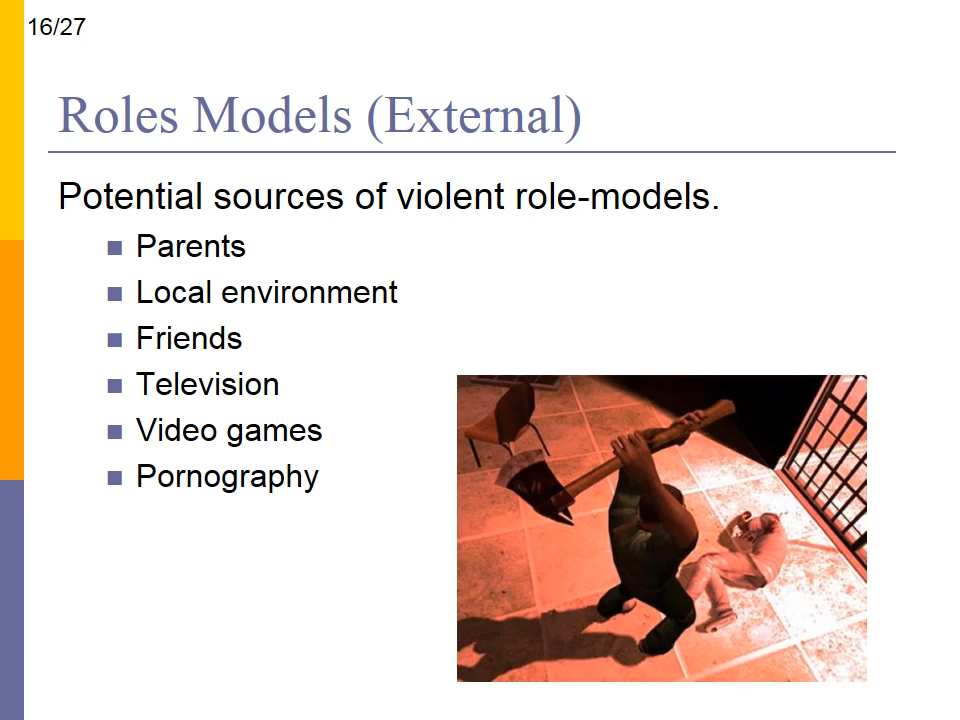 16/27
Roles Models (External)
Potential sources of violent role-models.
Parents
Local environment
Friends
Television
Video games
Pornography